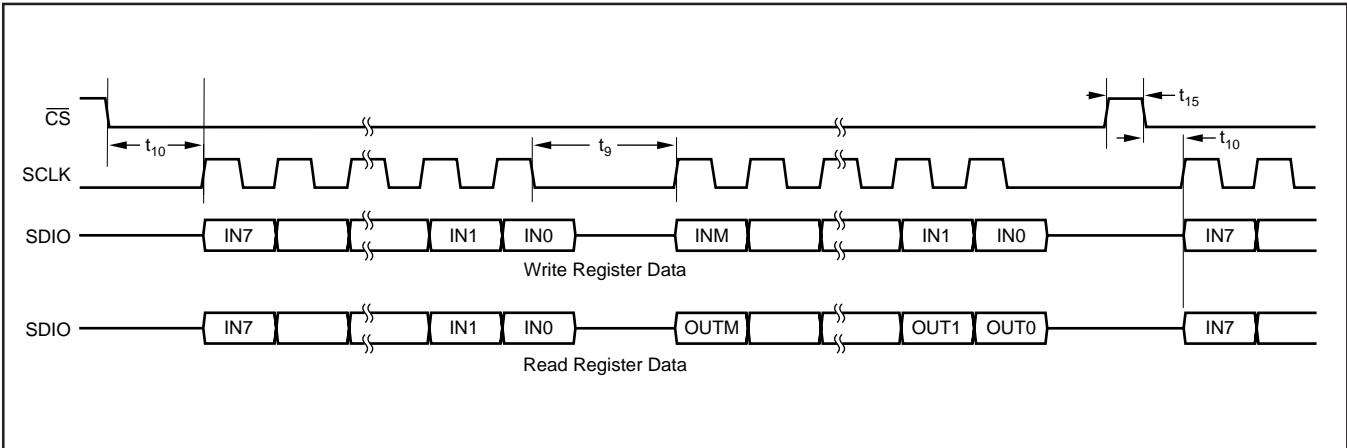 CS
t15
t10
t9
t10
SCLK
SDIO
IN7
IN1
IN0
INM
IN1
IN0
IN7
Write Register Data
SDIO
IN7
IN1
IN0
OUTM
OUT1
OUT0
IN7
Read Register Data